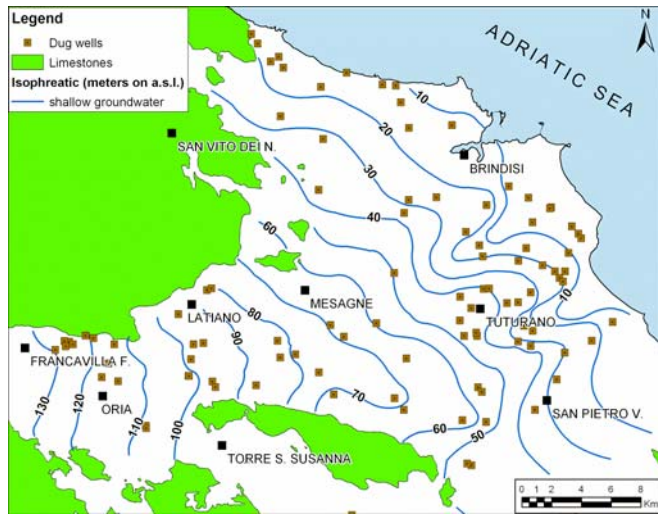 Legend
Dug wells
Limestones
Isophreatic (meters on a.s.l.)
shallow groundwater
N
ADRIATIC SEA
10
20
SAN VITO DEI N.
30
BRINDISI
40
60
MESAGNE
10
LATIANO
80
90
TUTURANO
FRANCAVILLA F.
130
120
ORIA
110
100
70
60
50
SAN PIETRO V.
TORRE S. SUSANNA
0 1 2 4 6 8
Km